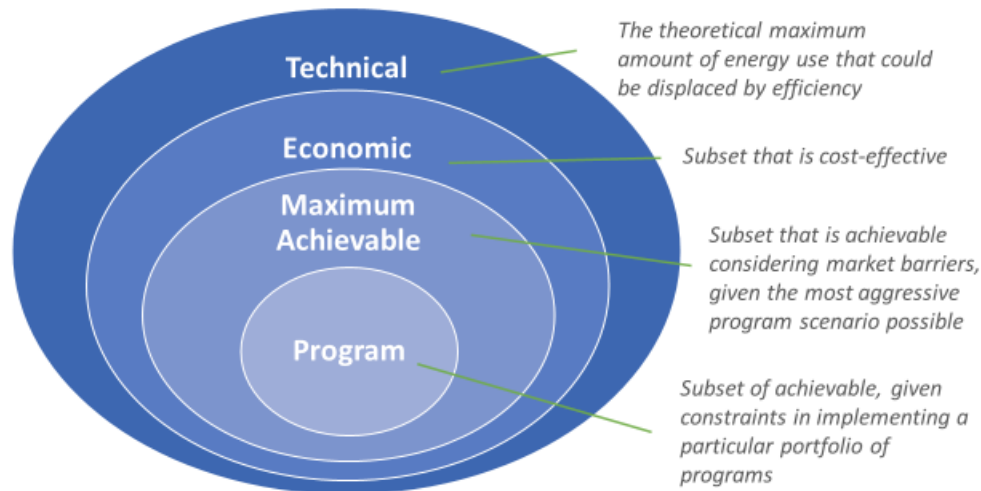 Technical
The theoretical maximum
amount of energy use that could
be displaced by efficiency
Economic
Subset that is cost-effective
Maximum
Achievable
Subset that is achievable
considering market barriers,
given the most aggressive
program scenario possible
Program
Subset of achievable, given
constraints in implementing a
particular portfolio of
programs